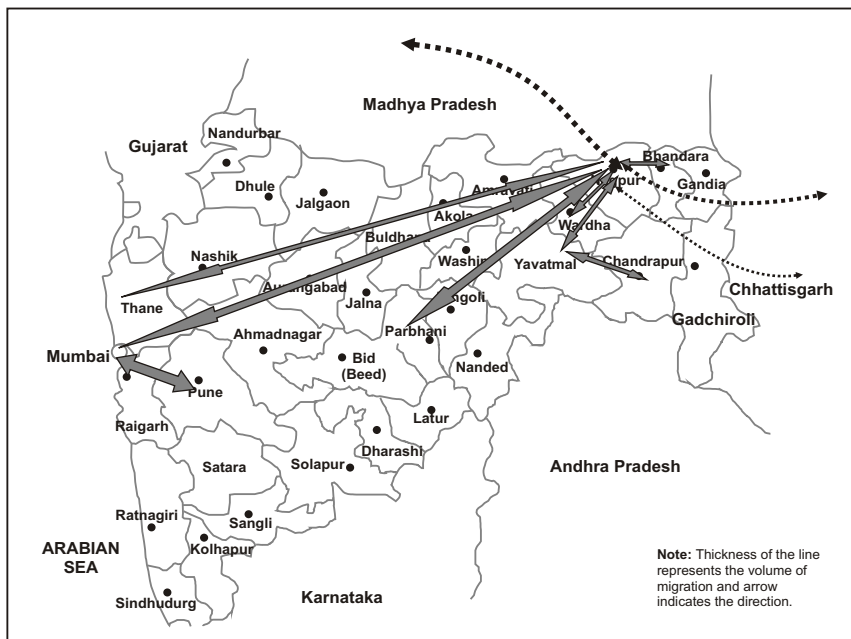 Madhya Pradesh
Gujarat
Nandurbar
Bhandara
Gandia
Dhule
Jalgaon
Akola
Wardha
Buldhana
Nashik
Washim
Yavatmal
Chandrapur
Chhattisgarh
Thane
Jalna
Gadchiroli
Ahmadnagar
Parbhani
Mumbai
Bid
(Beed)
Nanded
Pune
Latur
Raigarh
Dharashi
Satara
Solapur
Andhra Pradesh
Ratnagiri
Sangli
Kolhapur
ARABIAN
SEA
Sindhudurg
Karnataka
Note: Thickness of the line
represents the volume of
migration and arrow
indicates the direction.